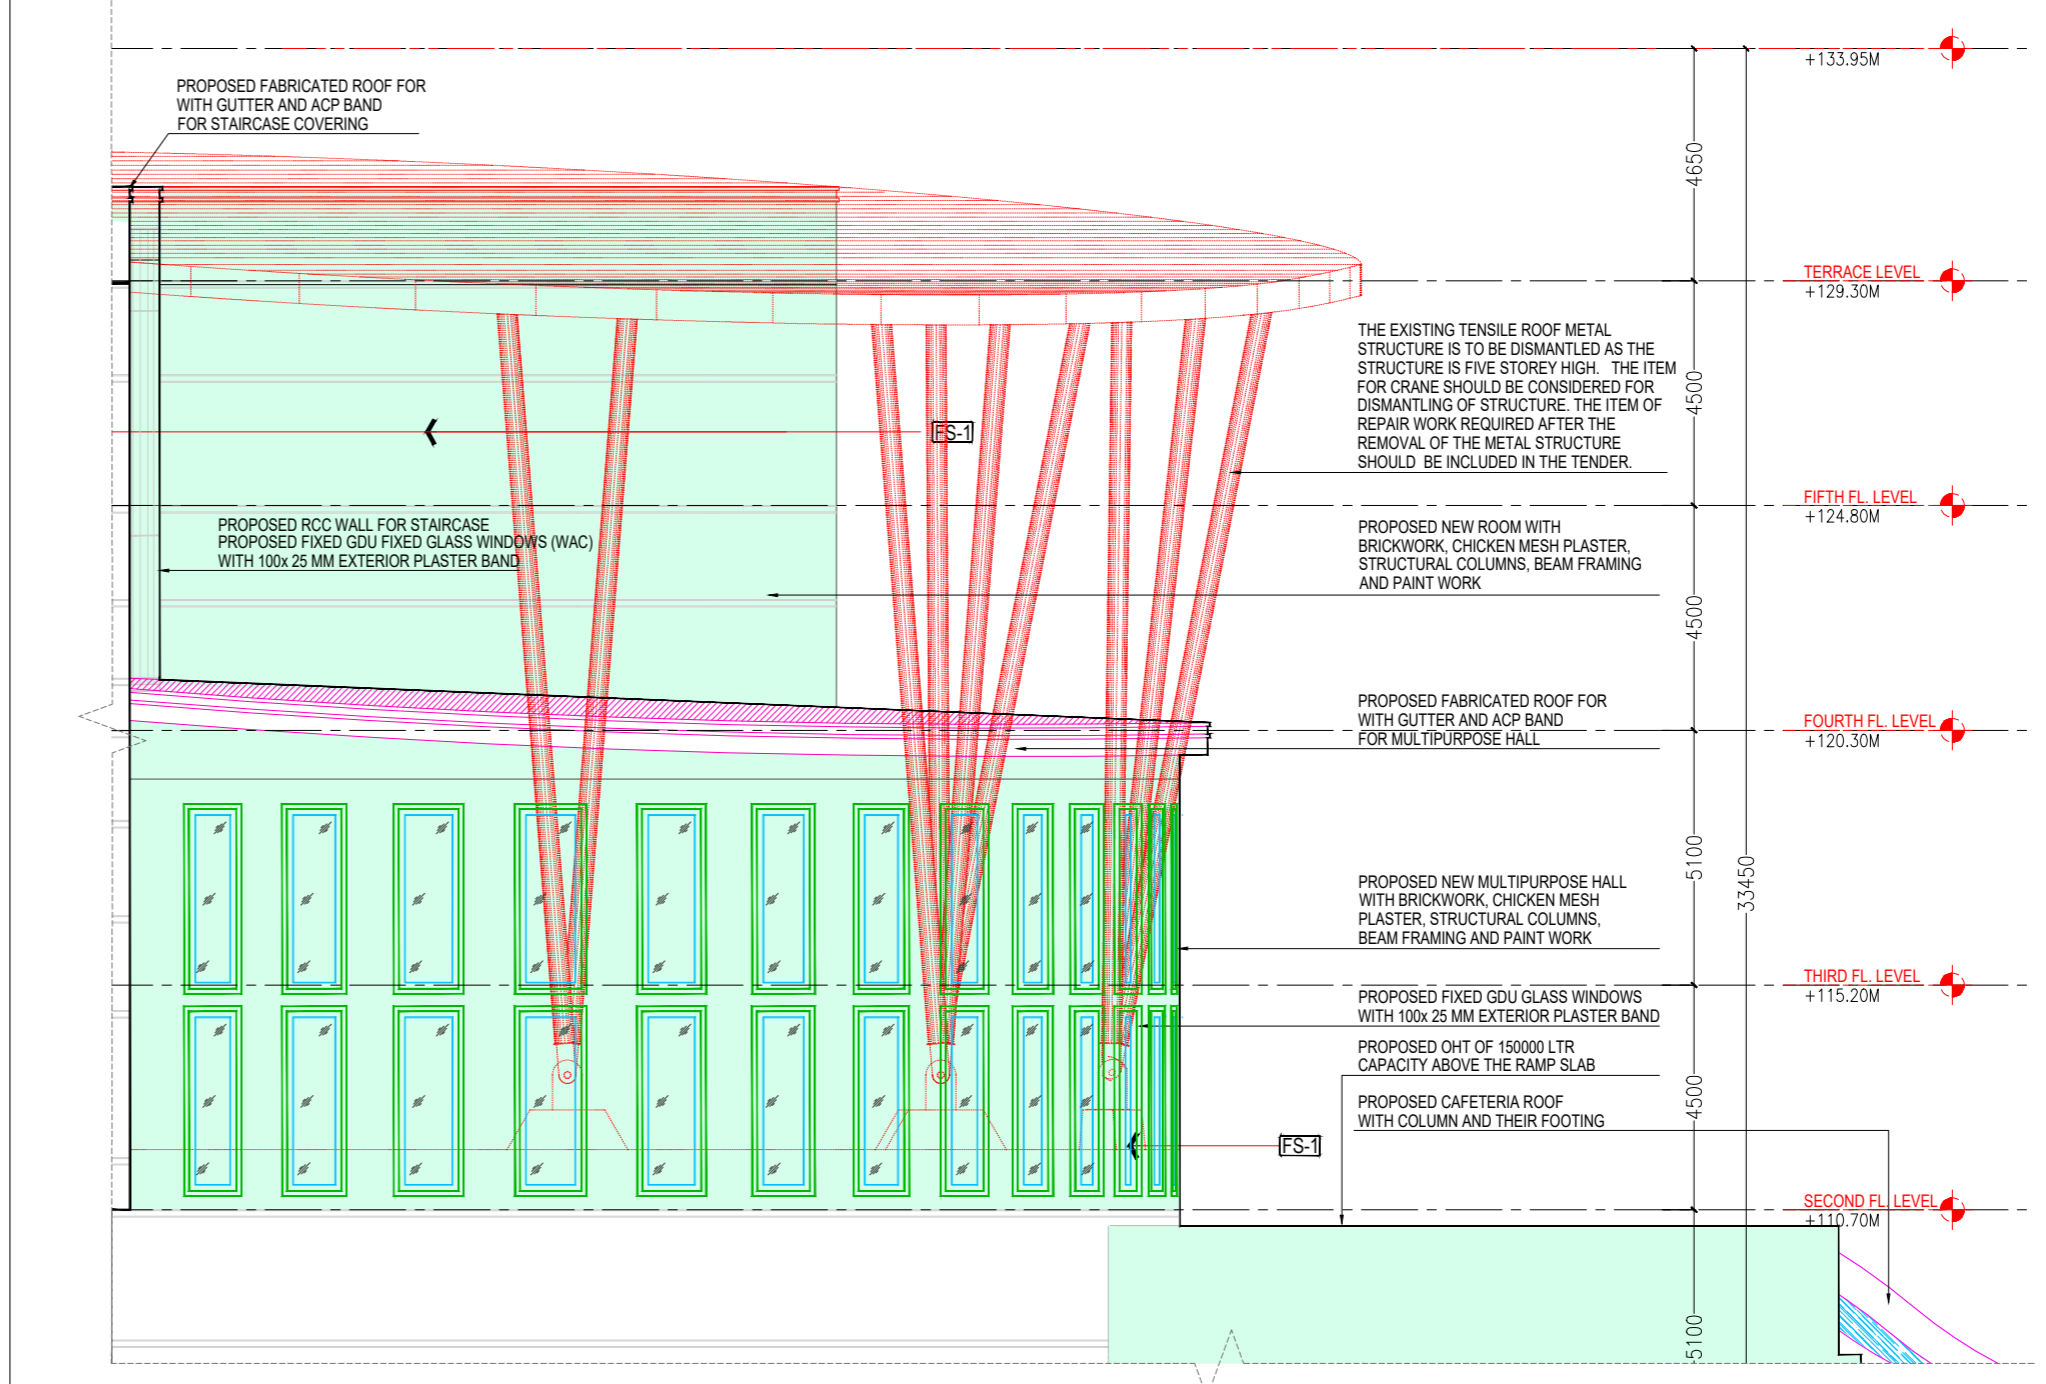 +133.95M
PROPOSED FABRICATED ROOF FOR
WITH GUTTER AND ACP BAND
FOR STAIRCASE COVERING
4650
TERRACE LEVEL
+129.30M
THE EXISTING TENSILE ROOF METAL
STRUCTURE IS TO BE DISMANTLED AS THE
STRUCTURE IS FIVE STOREY HIGH. THE ITEM
FOR CRANE SHOULD BE CONSIDERED FOR
DISMANTLING OF STRUCTURE. THE ITEM OF
REPAIR WORK REQUIRED AFTER THE
REMOVAL OF THE METAL STRUCTURE
SHOULD BE INCLUDED IN THE TENDER.
4500
FS-1
FIFTH FL. LEVEL
+124.80M
PROPOSED RCC WALL FOR STAIRCASE
PROPOSED FIXED GDU FIXED GLASS WINDOWS (WAC)
WITH 100x 25 MM EXTERIOR PLASTER BAND
PROPOSED NEW ROOM WITH
BRICKWORK, CHICKEN MESH PLASTER,
STRUCTURAL COLUMNS, BEAM FRAMING
AND PAINT WORK
4500
PROPOSED FABRICATED ROOF FOR
WITH GUTTER AND ACP BAND
FOR MULTIPURPOSE HALL
FOURTH FL. LEVEL
+120.30M
5100
33450
PROPOSED NEW MULTIPURPOSE HALL
WITH BRICKWORK, CHICKEN MESH
PLASTER, STRUCTURAL COLUMNS,
BEAM FRAMING AND PAINT WORK
THIRD FL. LEVEL
+115.20M
PROPOSED FIXED GDU GLASS WINDOWS
WITH 100x 25 MM EXTERIOR PLASTER BAND
PROPOSED OHT OF 150000 LTR
CAPACITY ABOVE THE RAMP SLAB
4500
PROPOSED CAFETERIA ROOF
WITH COLUMN AND THEIR FOOTING
FS-1
SECOND FL. LEVEL
+110.70M
5100